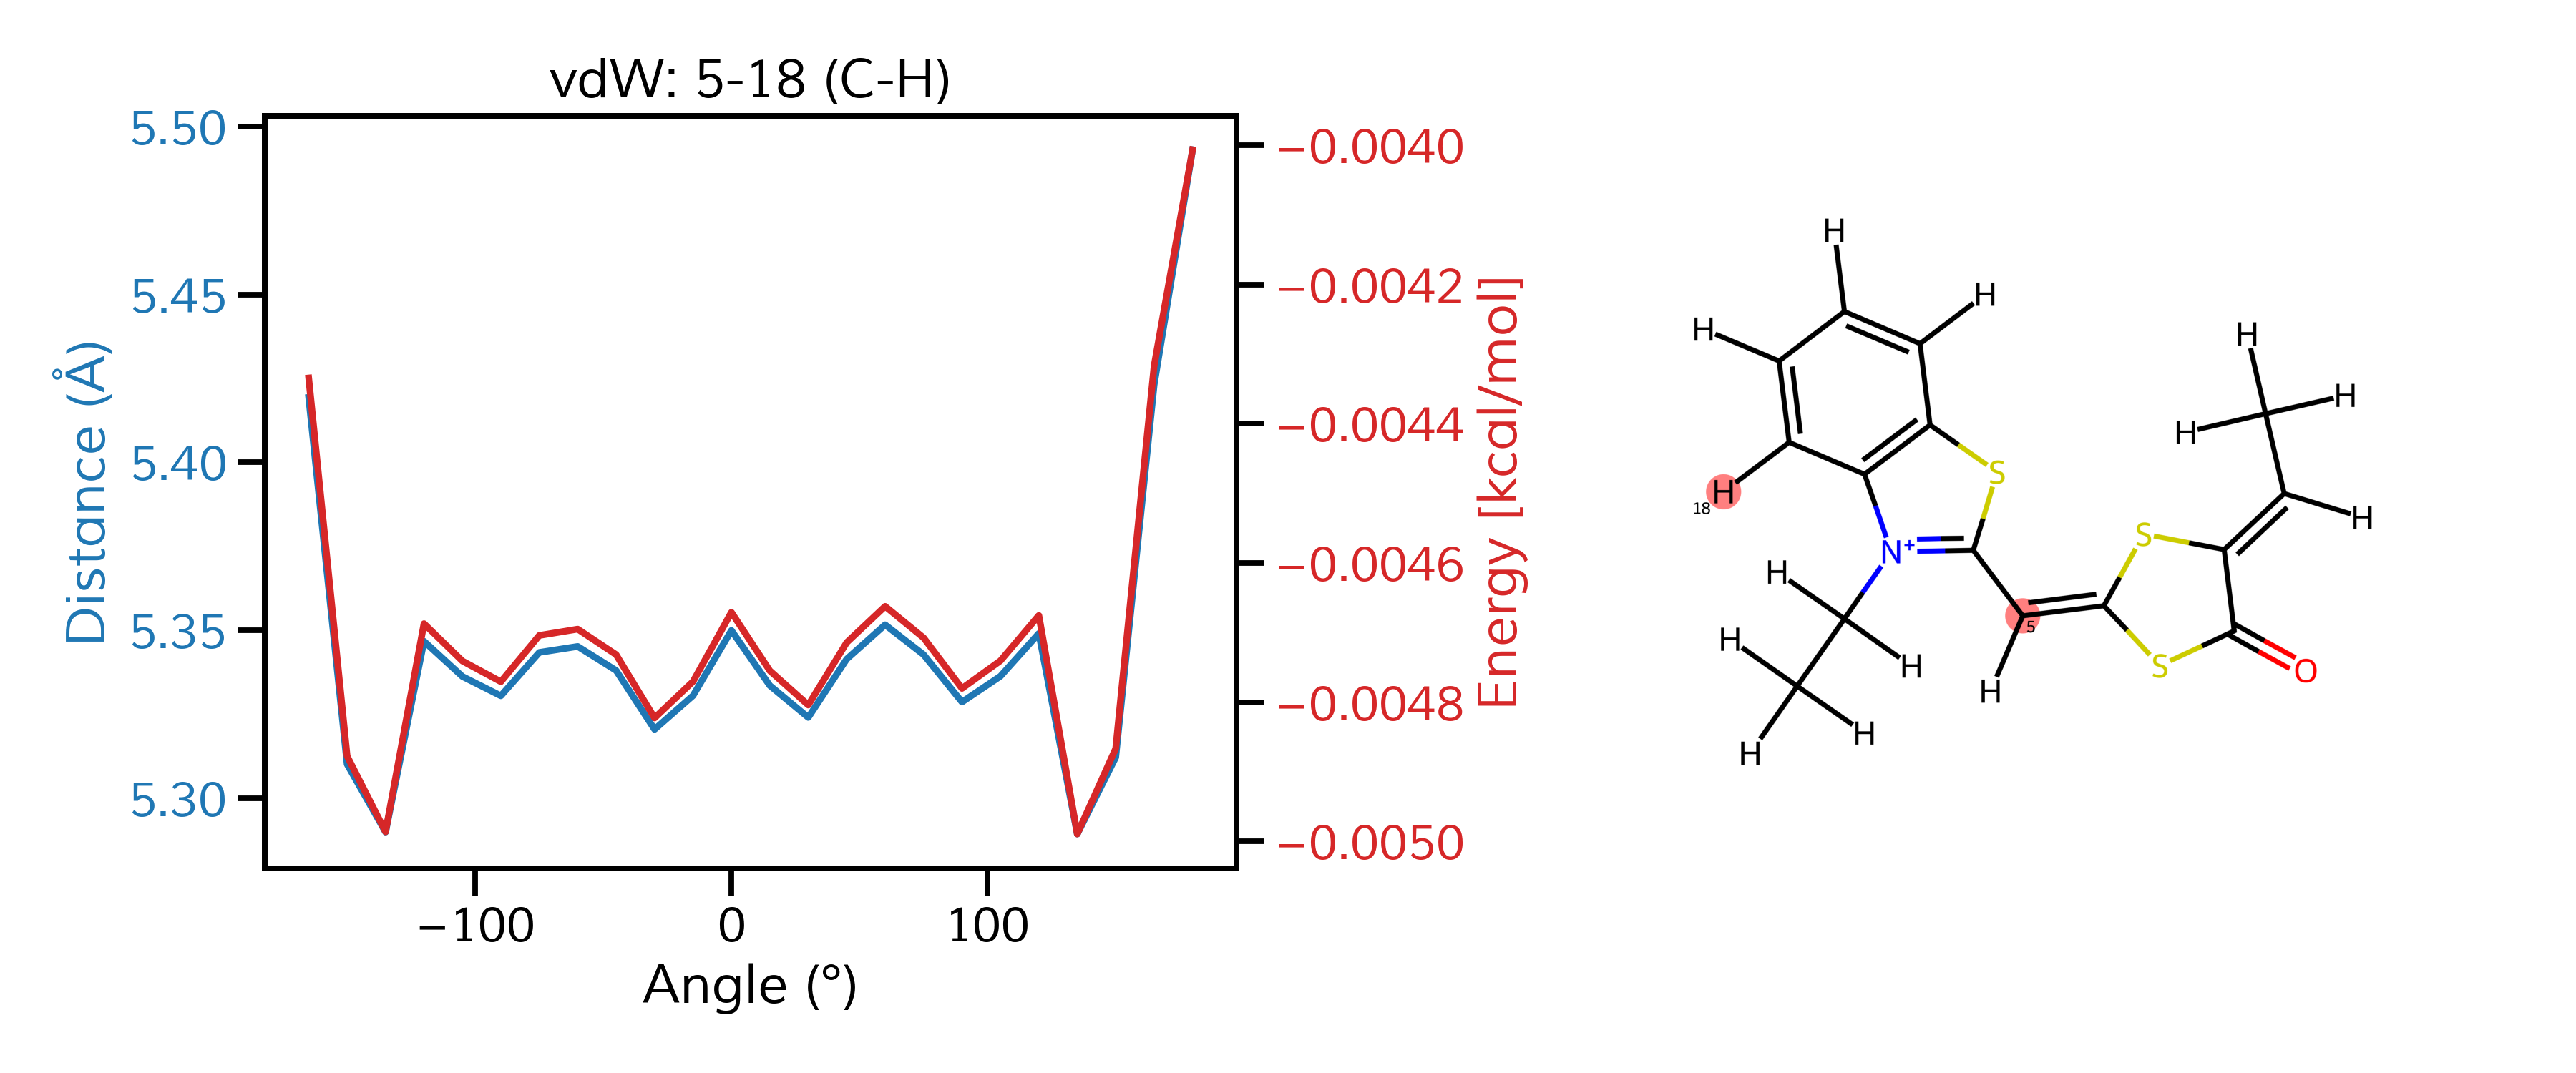 vdW: 5-18 (C-H)
5.50
5.45
5.40
5.35
5.30
Distance (Å)
−0.0040
−0.0042
−0.0044
−0.0046
−0.0048
−0.0050
Energy [kcal/mol]
−100
0
100
Angle (°)
H
H
H
H
18
S
N⁺
H
H
H
H
H
H
5
S
S
O
H
H
H
H